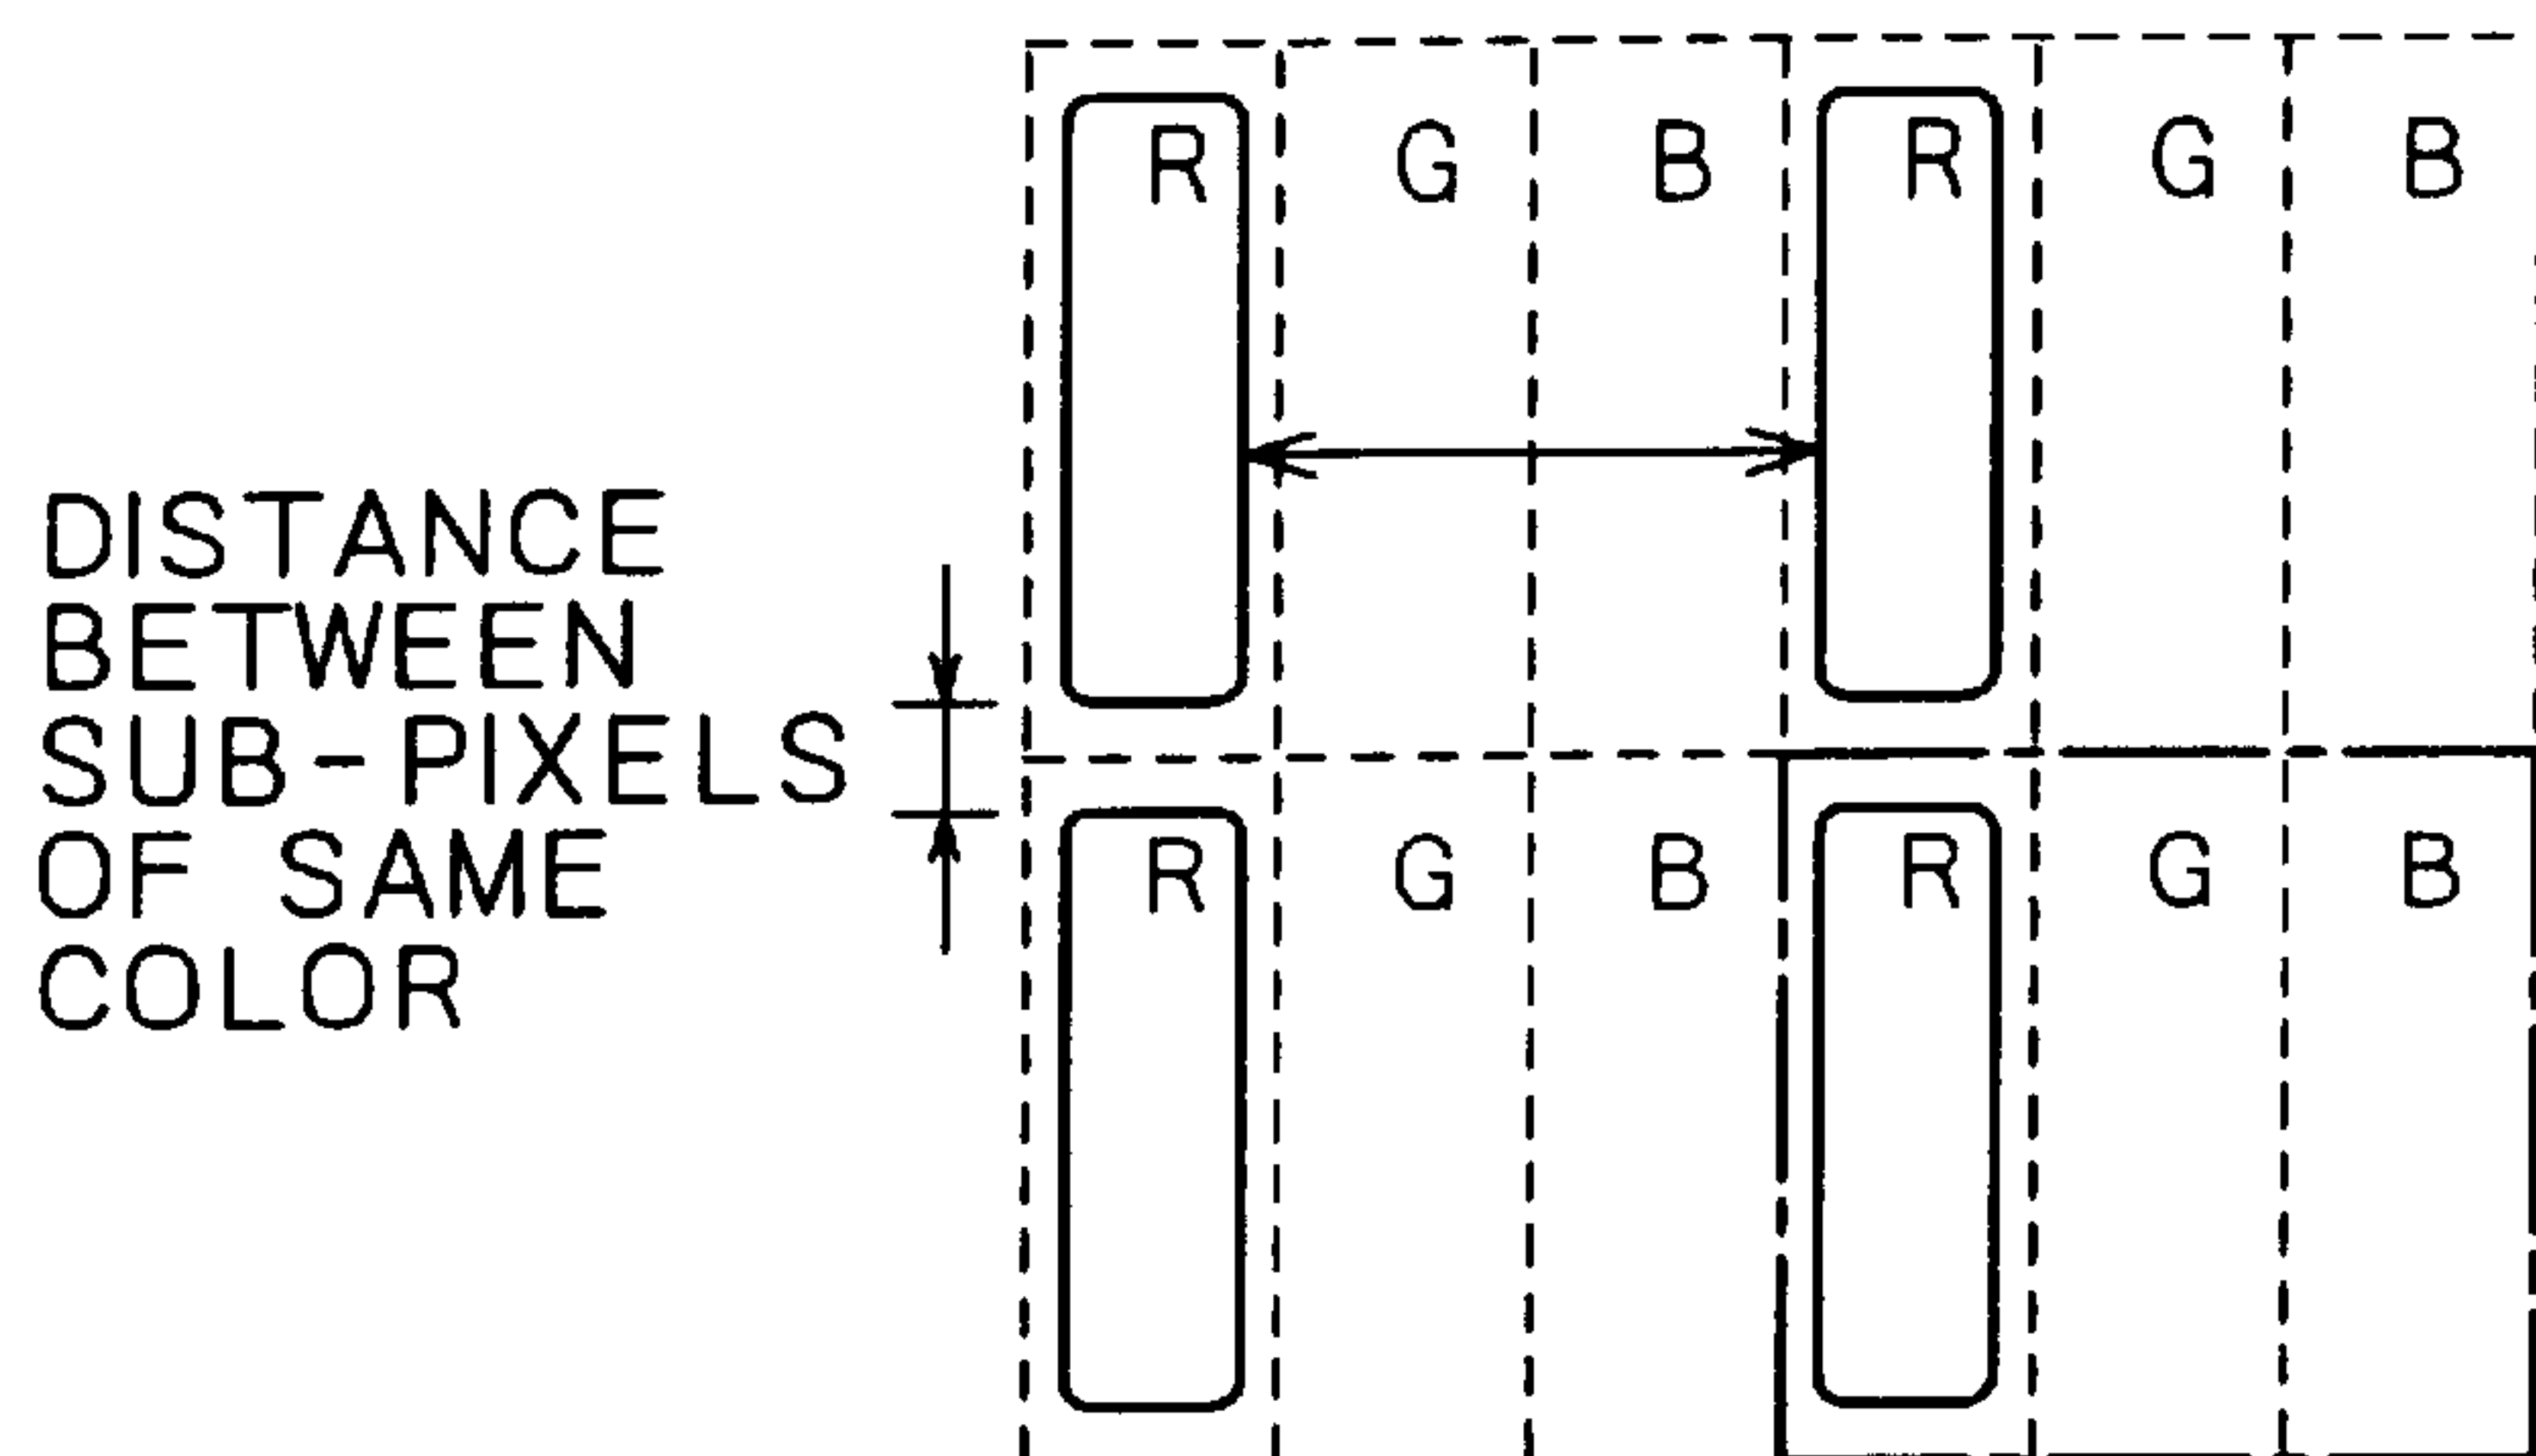 R G B R G B
DISTANCE
BETWEEN
SUB-PIXELS
OF SAME
COLOR
R G B R G B